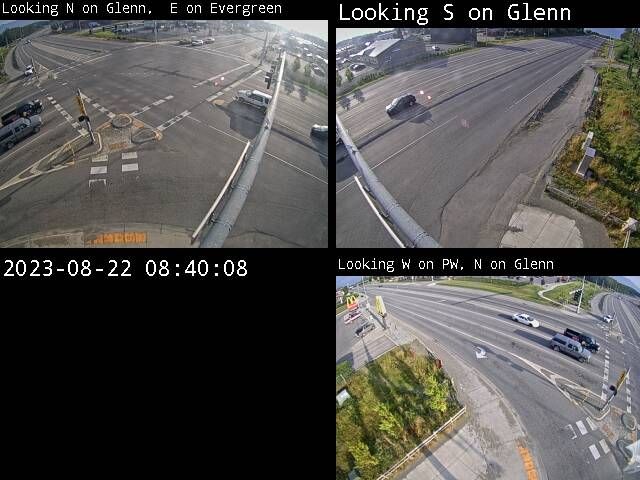 Looking N on Glenn, E on Evergreen
Looking S on Glenn
2023-08-22 08:40:08
Looking W on PW, N on Glenn